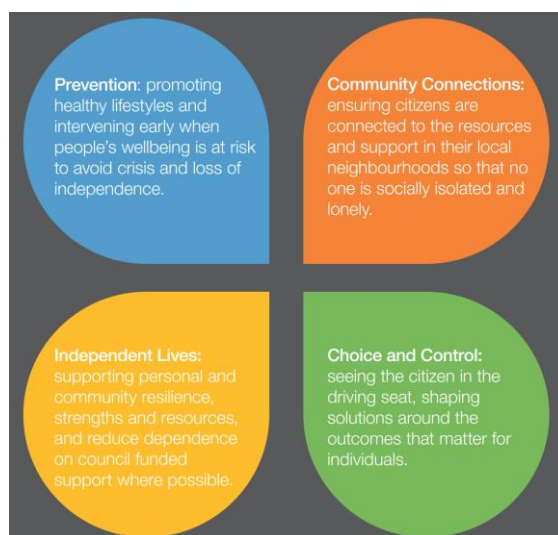 Prevention: promoting
healthy lifestyles and
intervening early when
people's wellbeing is at risk
to avoid crisis and loss of
independence.
Community Connections:
ensuring citizens are
connected to the resources
and support in their local
neighbourhoods so that no
one is socially isolated and
lonely.
Independent Lives:
supporting personal and
community resilience,
strengths and resources,
and reduce dependence
on council funded
support where possible.
Choice and Control:
seeing the citizen in the
driving seat, shaping
solutions around the
outcomes that matter for
individuals.